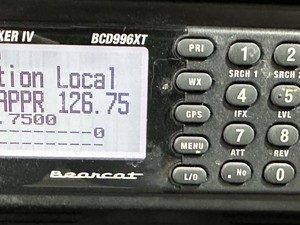 KER IV BCD996XT
tion Local
APPR 126.75
.7500
----------0
Bearcat
PRI 1 2
SRCH 1 SRCH 2
WX 4 5
IFX LVL
GPS 7 8
ATT REV
MENU . No 0
L/O